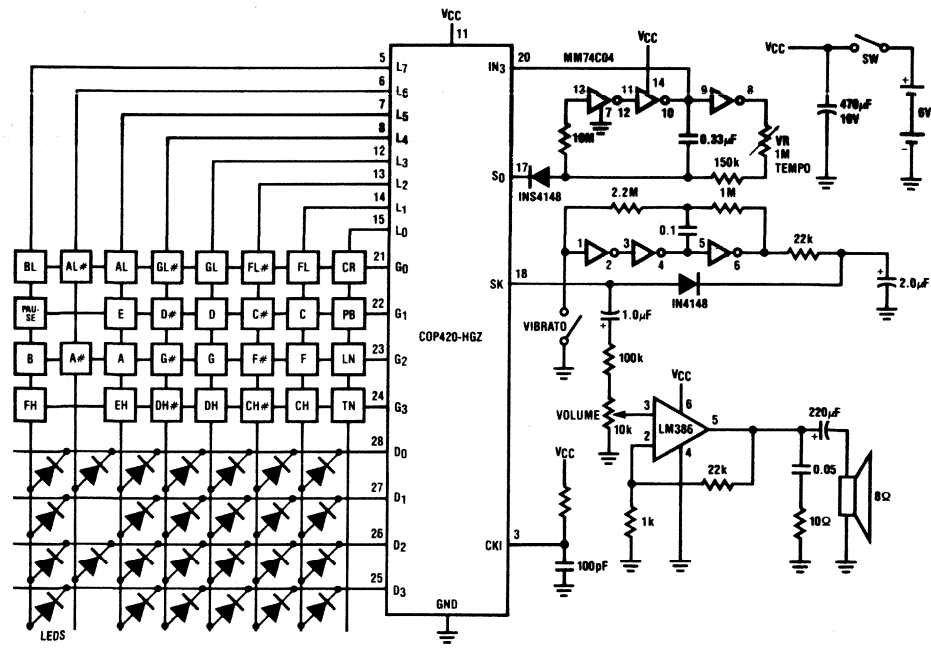 VCC
11
5 L7
6 L6
7 L5
8 L4
12 L3
13 L2
14 L1
15 L0
BL AL# AL GL# GL FL# FL CR 21 G0
PAU-
SE E D# D C# C PB 22 G1
B A# A G# G F# F LN 23 G2
FH EH DH# DH CH# CH TN 24 G3
28 D0
27 D1
26 D2
25 D3
LEDS
COP420-HGZ
GND
20 IN3
MM74C04
VCC
14
13 12 11 10 9 8
7
10M
0.33µF
VR
1M
TEMPO
150k
17 S0
INS4148
2.2M
1M
0.1
1 2 3 4 5 6
22k
18 SK
IN4148
2.0µF
VIBRATO
1.0µF
+
100k
VOLUME
10k
VCC
3 6
LM386
5
2 4
22k
1k
220µF
+
0.05
10Ω
8Ω
VCC
3 CKI
100pF
VCC
SW
+
470µF
10V
+
6V
−